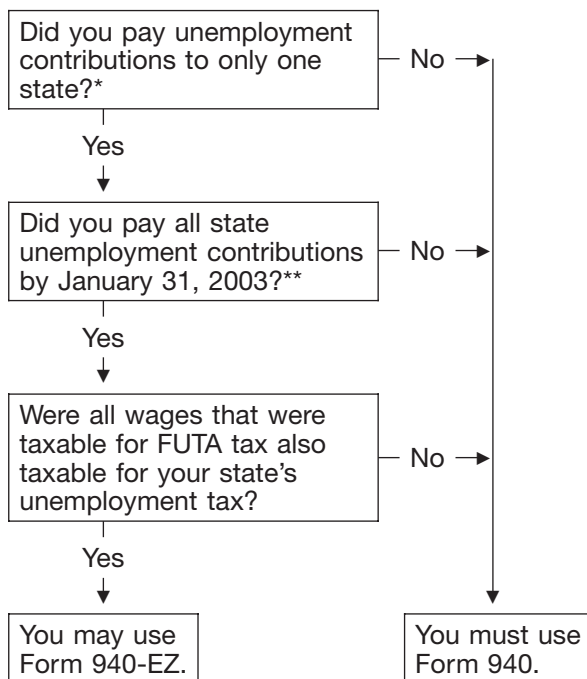 Did you pay unemployment
contributions to only one
state?*
No
Yes
Did you pay all state
unemployment contributions
by January 31, 2003?**
No
Yes
Were all wages that were
taxable for FUTA tax also
taxable for your state's
unemployment tax?
No
Yes
You may use
Form 940-EZ.
You must use
Form 940.